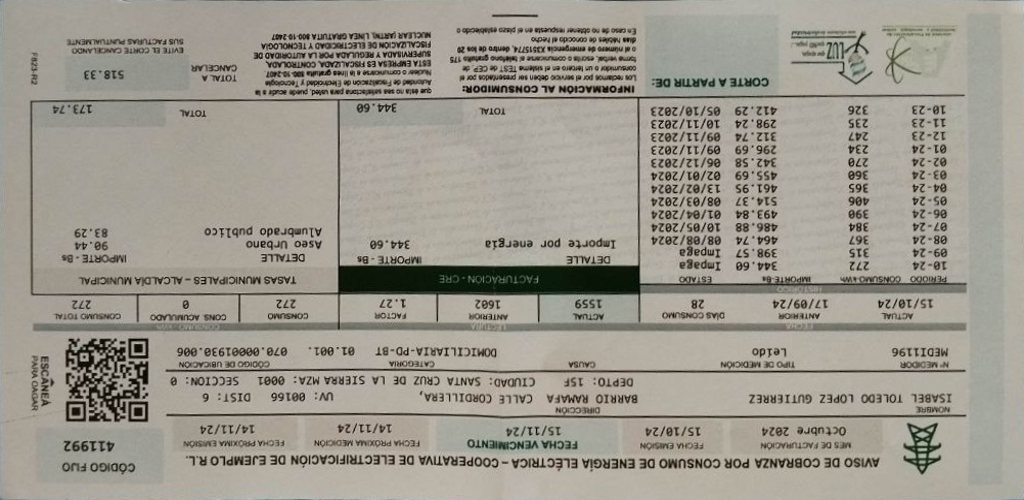 AVISO DE COBRANZA POR CONSUMO DE ENERGÍA ELÉCTRICA – COOPERATIVA DE ELECTRIFICACIÓN DE EJEMPLO R.L.
CÓDIGO FIJO
411992
MES DE FACTURACIÓN FECHA EMISIÓN FECHA VENCIMIENTO FECHA PRÓXIMA MEDICIÓN FECHA PRÓXIMA EMISIÓN
Octubre 2024 15/10/24 15/11/24 14/11/24 14/11/24
NOMBRE DIRECCIÓN
ISABEL TOLEDO LOPEZ GUTIERREZ BARRIO RAMAFA CALLE CORDILLERA, UV: 00166 DIST: 6
DEPTO: 15F CIUDAD: SANTA CRUZ DE LA SIERRA MZA: 0001 SECCION: 0
Nº MEDIDOR TIPO DE MEDICIÓN CAUSA CATEGORÍA CÓDIGO DE UBICACIÓN
MEDI1196 Leído DOMICILIARIA-PD-BT 01.001. 070.00001930.006
ESCANEÁ
PARA PAGAR
FECHA LECTURA CONSUMO - kWh
ACTUAL ANTERIOR DÍAS CONSUMO ACTUAL ANTERIOR FACTOR CONSUMO CONS. ACUMULADOS CONSUMO TOTAL
15/10/24 17/09/24 28 1559 1602 1.27 272 0 272
HISTÓRICO
PERIODO CONSUMO-kWh IMPORTE-Bs ESTADO
10-24 272 344.60 Impaga
09-24 315 398.57 Impaga
08-24 367 464.74 08/08/2024
07-24 384 486.88 10/05/2024
06-24 390 493.84 01/04/2024
05-24 406 514.37 08/03/2024
04-24 365 461.95 13/02/2024
03-24 360 455.69 02/01/2024
02-24 270 342.58 06/12/2023
01-24 234 296.69 09/11/2023
12-23 247 312.74 09/11/2023
11-23 235 298.24 10/11/2023
10-23 326 412.29 05/10/2023
FACTURACIÓN - CRE
DETALLE IMPORTE - Bs
Importe por energía 344.60
TOTAL 344.60
TASAS MUNICIPALES – ALCALDÍA MUNICIPAL
DETALLE IMPORTE - Bs
Aseo Urbano 90.44
Alumbrado publico 83.29
TOTAL 173.74
CORTE A PARTIR DE:
LUZ
INFORMACIÓN AL CONSUMIDOR:
Los reclamos por el servicio deben ser presentados por el
consumidor o un tercero en el sistema TEST de CEP, de
forma verbal, escrita o comunicarse al teléfono gratuito 175
o al número de emergencia X3315774, dentro de los 20
días hábiles de conocido el hecho
En caso de no obtener respuesta en el plazo establecido o
que esta no sea satisfactoria para usted, puede acudir a la
Autoridad de Fiscalización de Electricidad y Tecnología
Nuclear o comunicarse a la línea gratuita 800-10-2407
ESTA EMPRESA ES FISCALIZADA, CONTROLADA,
SUPERVISADA Y REGULADA POR LA AUTORIDAD DE
FISCALIZACIÓN DE ELECTRICIDAD Y TECNOLOGÍA
NUCLEAR (ARTN), LÍNEA GRATUITA 800-10-2407
TOTAL A
CANCELAR
518.33
EVITE EL CORTE CANCELANDO
SUS FACTURAS PUNTUALMENTE
F823-R2